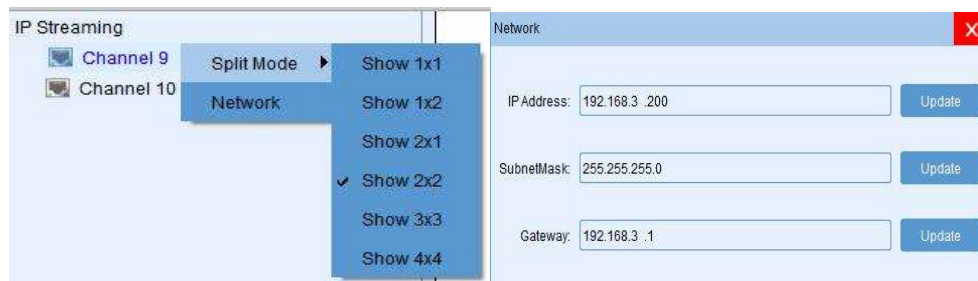 IP Streaming
Channel 9
Channel 10
Split Mode
Network
Show 1x1
Show 1x2
Show 2x1
Show 2x2
Show 3x3
Show 4x4
Network
X
IP Address: 192.168.3 .200 Update
SubnetMask: 255.255.255.0 Update
Gateway: 192.168.3 .1 Update